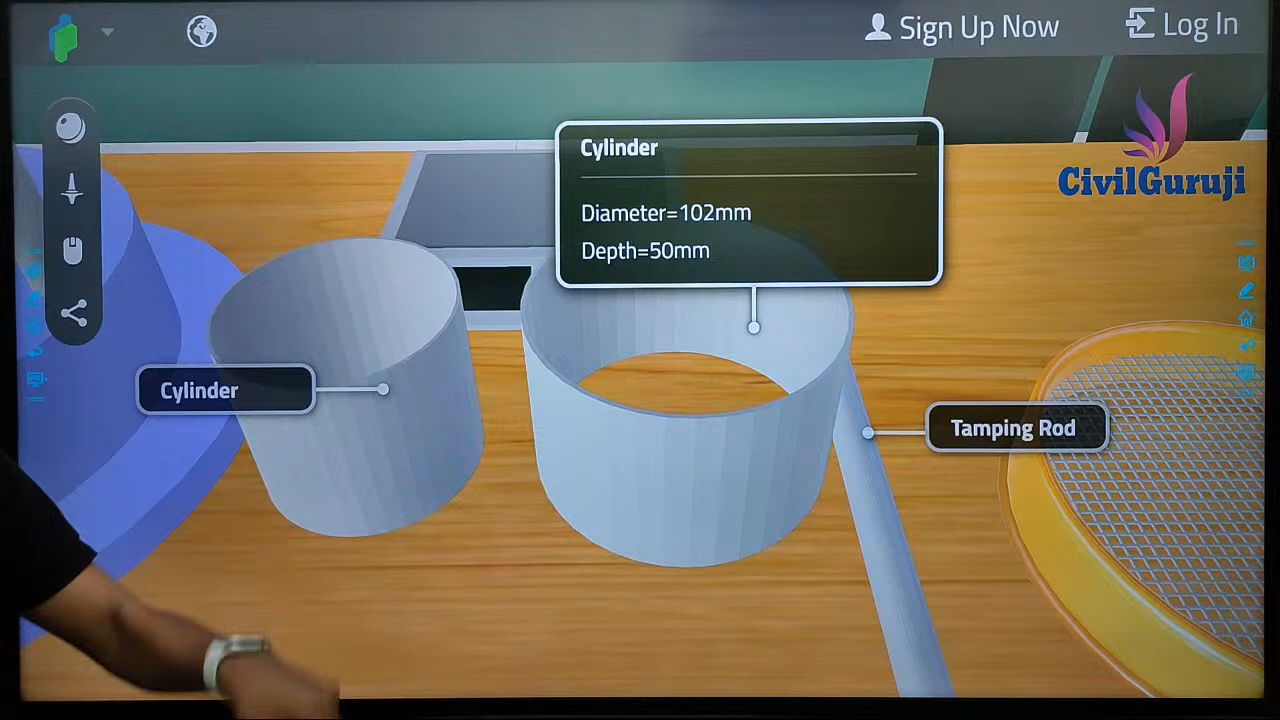 Sign Up Now
Log In
CivilGuruji
Cylinder
Diameter=102mm
Depth=50mm
Cylinder
Tamping Rod